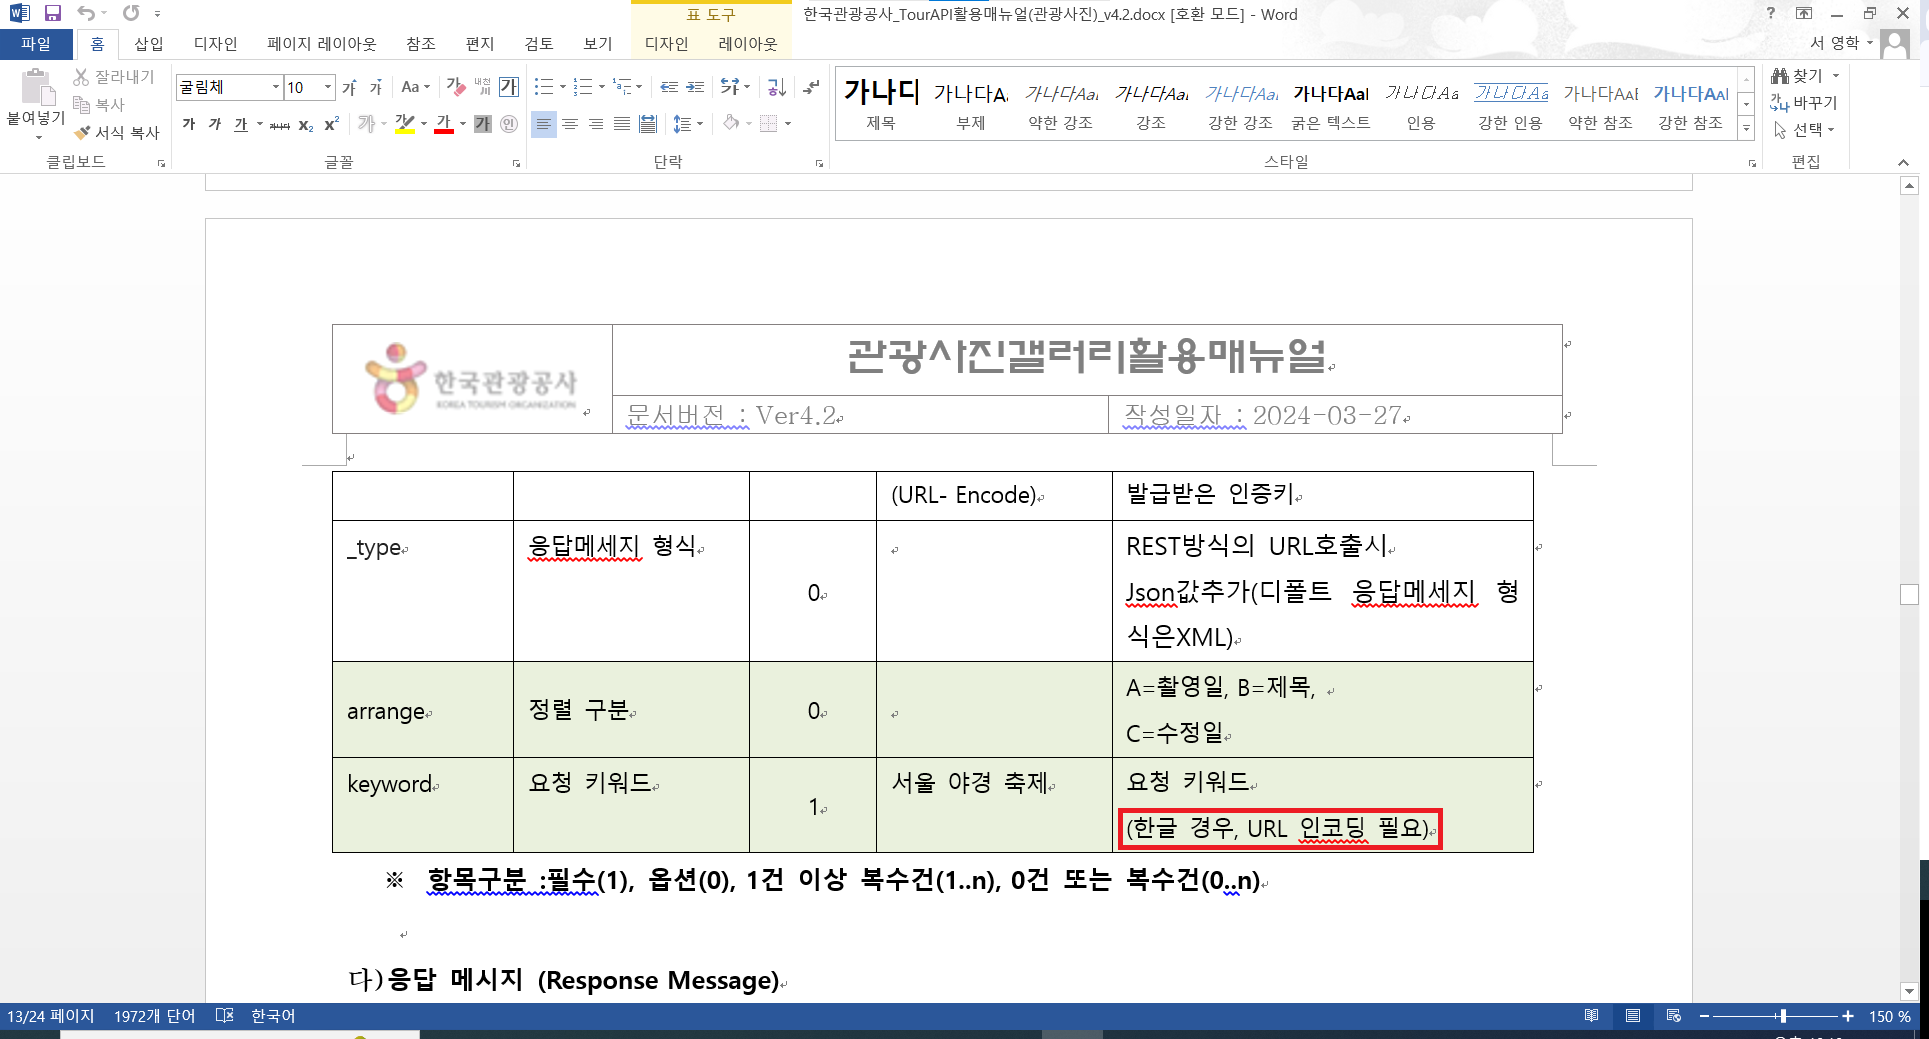 표 도구
한국관광공사_TourAPI활용매뉴얼(관광사진)_v4.2.docx [호환 모드] - Word
파일 홈 삽입 디자인 페이지 레이아웃 참조 편지 검토 보기 디자인 레이아웃 서 영학
잘라내기
복사
서식 복사
붙여넣기
클립보드
굴림체 10
글꼴
단락
가나다 가나다A 가나다Aa 가나다Aa 가나다Aa 가나다Aa 가나다Aa 가나다Aa 가나다AA 가나다AA
제목 부제 약한 강조 강조 강한 강조 굵은 텍스트 인용 강한 인용 약한 참조 강한 참조
스타일
찾기
바꾸기
선택
편집
한국관광공사
KOREA TOURISM ORGANIZATION
관광사진갤러리활용매뉴얼
문서버전 : Ver4.2 작성일자 : 2024-03-27
(URL- Encode) 발급받은 인증키
_type 응답메세지 형식 0 REST방식의 URL호출시
Json값추가(디폴트 응답메세지 형
식은XML)
arrange 정렬 구분 0 A=촬영일, B=제목,
C=수정일
keyword 요청 키워드 1 서울 야경 축제 요청 키워드
(한글 경우, URL 인코딩 필요)
※ 항목구분 :필수(1), 옵션(0), 1건 이상 복수건(1..n), 0건 또는 복수건(0..n)
다)응답 메시지 (Response Message)
13/24 페이지 1972개 단어 한국어 150 %